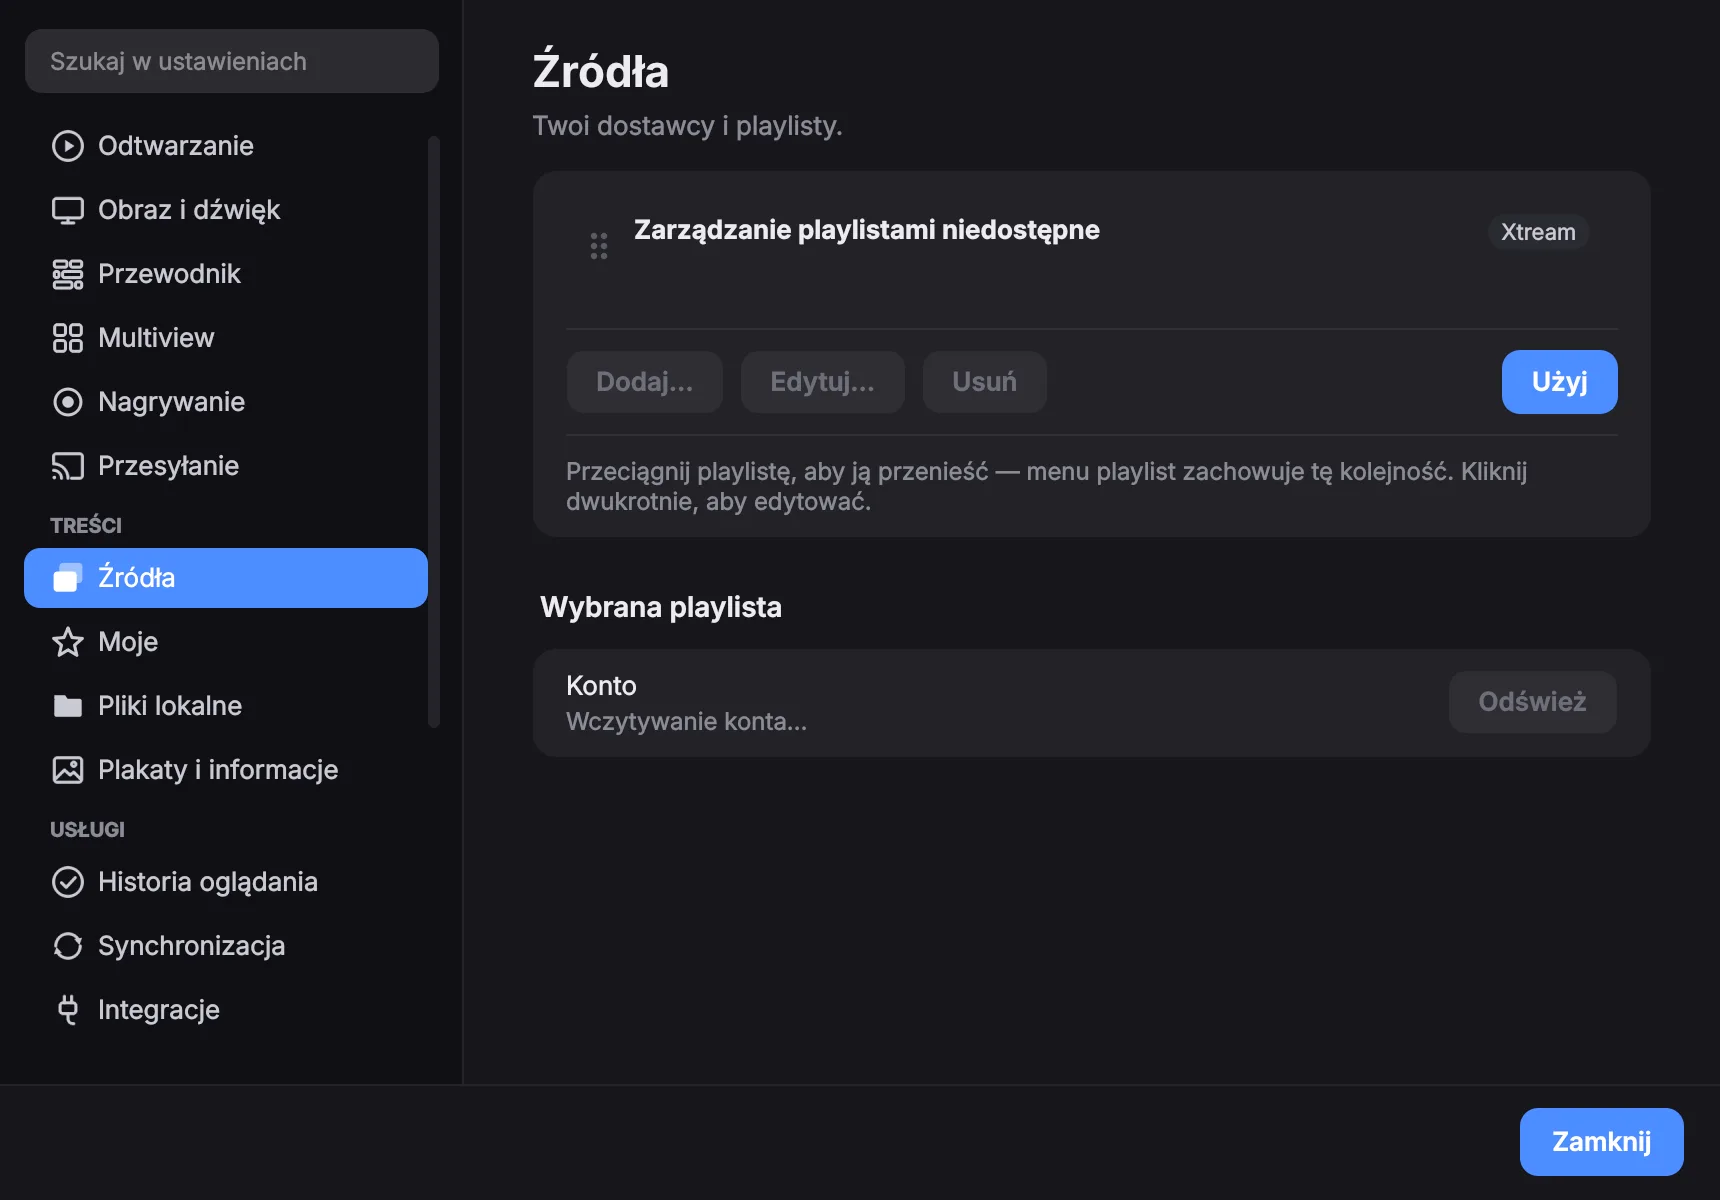 Szukaj w ustawieniach
Odtwarzanie
Obraz i dźwięk
Przewodnik
Multiview
Nagrywanie
Przesyłanie
TREŚCI
Źródła
Moje
Pliki lokalne
Plakaty i informacje
USŁUGI
Historia oglądania
Synchronizacja
Integracje
Źródła
Twoi dostawcy i playlisty.
Zarządzanie playlistami niedostępne
Xtream
Dodaj...
Edytuj...
Usuń
Użyj
Przeciągnij playlistę, aby ją przenieść — menu playlist zachowuje tę kolejność. Kliknij
dwukrotnie, aby edytować.
Wybrana playlista
Konto
Wczytywanie konta...
Odśwież
Zamknij